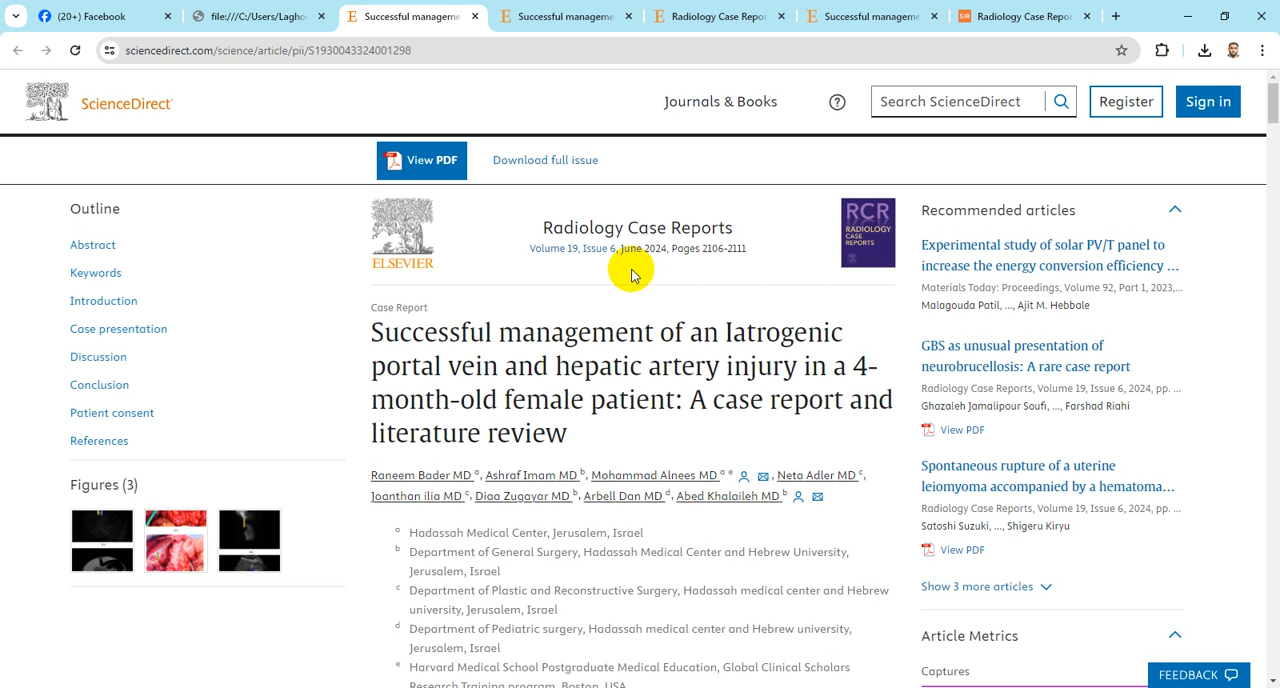 (20+) Facebook
file:///C:/Users/Lagho
Successful manageme
Successful manageme
Radiology Case Repor
Successful manageme
Radiology Case Repor
sciencedirect.com/science/article/pii/S1930043324001298
ScienceDirect
Journals & Books
Search ScienceDirect
Register
Sign in
View PDF
Download full issue
Outline
Abstract
Keywords
Introduction
Case presentation
Discussion
Conclusion
Patient consent
References
Figures (3)
ELSEVIER
Radiology Case Reports
Volume 19, Issue 6, June 2024, Pages 2106-2111
RCR
RADIOLOGY
CASE
REPORTS
Case Report
Successful management of an Iatrogenic
portal vein and hepatic artery injury in a 4-
month-old female patient: A case report and
literature review
Raneem Bader MD a, Ashraf Imam MD b, Mohammad Alnees MD a e, Neta Adler MD c,
Joanthan ilia MD c, Diaa Zugayar MD b, Arbell Dan MD d, Abed Khalaileh MD b
a Hadassah Medical Center, Jerusalem, Israel
b Department of General Surgery, Hadassah Medical Center and Hebrew University,
Jerusalem, Israel
c Department of Plastic and Reconstructive Surgery, Hadassah medical center and Hebrew
university, Jerusalem, Israel
d Department of Pediatric surgery, Hadassah medical center and Hebrew university,
Jerusalem, Israel
e Harvard Medical School Postgraduate Medical Education, Global Clinical Scholars
Research Training program, Boston, USA
Recommended articles
Experimental study of solar PV/T panel to
increase the energy conversion efficiency ...
Materials Today: Proceedings, Volume 92, Part 1, 2023,...
Malagouda Patil, ..., Ajit M. Hebbale
GBS as unusual presentation of
neurobrucellosis: A rare case report
Radiology Case Reports, Volume 19, Issue 6, 2024, pp. ...
Ghazaleh Jamalipour Soufi, ..., Farshad Riahi
View PDF
Spontaneous rupture of a uterine
leiomyoma accompanied by a hematoma...
Radiology Case Reports, Volume 19, Issue 6, 2024, pp. ...
Satoshi Suzuki, ..., Shigeru Kiryu
View PDF
Show 3 more articles
Article Metrics
Captures
FEEDBACK